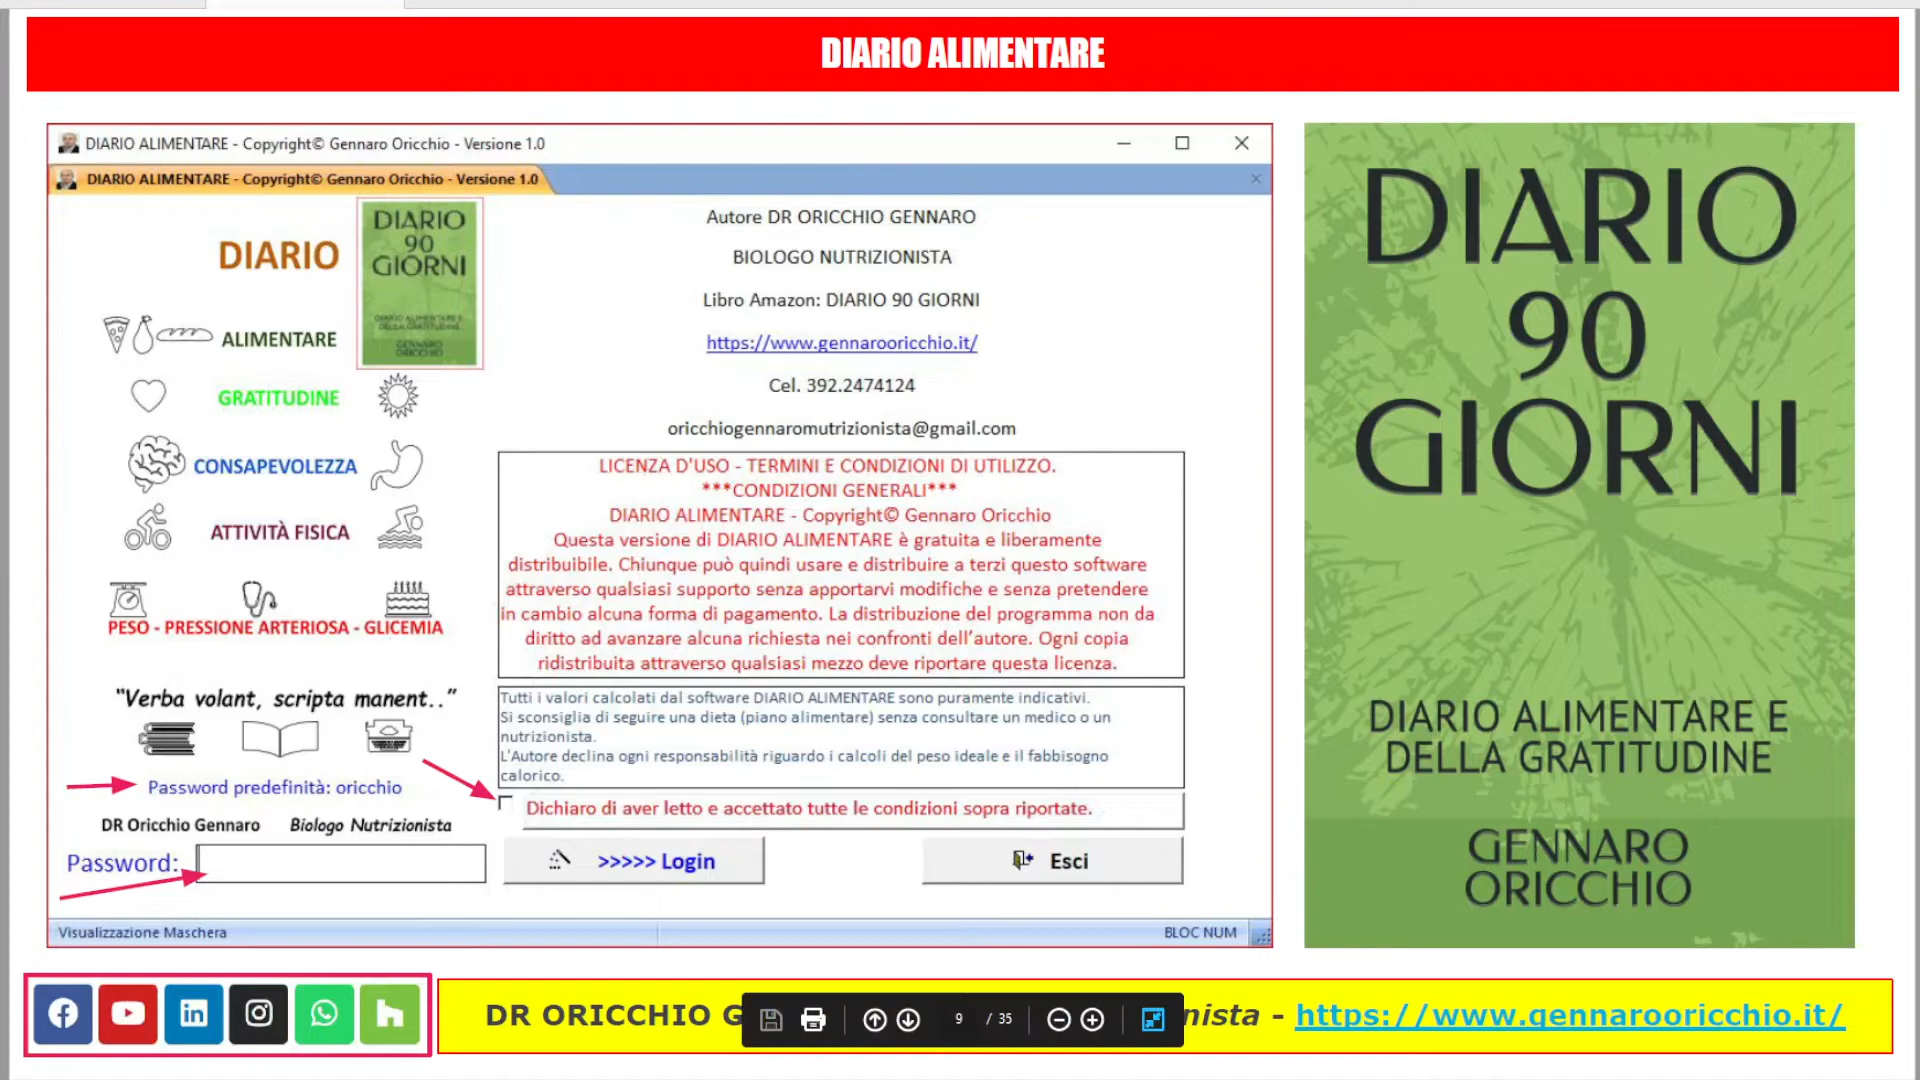 DIARIO ALIMENTARE
DIARIO ALIMENTARE - Copyright© Gennaro Oricchio - Versione 1.0
DIARIO ALIMENTARE - Copyright© Gennaro Oricchio - Versione 1.0
DIARIO
DIARIO
90
GIORNI
DIARIO ALIMENTARE E
DELLA GRATITUDINE
GENNARO
ORICCHIO
ALIMENTARE
GRATITUDINE
CONSAPEVOLEZZA
ATTIVITÀ FISICA
PESO - PRESSIONE ARTERIOSA - GLICEMIA
“Verba volant, scripta manent..”
Password predefinità: oricchio
DR Oricchio Gennaro Biologo Nutrizionista
Password:
Autore DR ORICCHIO GENNARO
BIOLOGO NUTRIZIONISTA
Libro Amazon: DIARIO 90 GIORNI
https://www.gennarooricchio.it/
Cel. 392.2474124
oricchiogennaromutrizionista@gmail.com
LICENZA D'USO - TERMINI E CONDIZIONI DI UTILIZZO.
***CONDIZIONI GENERALI***
DIARIO ALIMENTARE - Copyright© Gennaro Oricchio
Questa versione di DIARIO ALIMENTARE è gratuita e liberamente
distribuibile. Chiunque può quindi usare e distribuire a terzi questo software
attraverso qualsiasi supporto senza apportarvi modifiche e senza pretendere
in cambio alcuna forma di pagamento. La distribuzione del programma non da
diritto ad avanzare alcuna richiesta nei confronti dell’autore. Ogni copia
ridistribuita attraverso qualsiasi mezzo deve riportare questa licenza.
Tutti i valori calcolati dal software DIARIO ALIMENTARE sono puramente indicativi.
Si sconsiglia di seguire una dieta (piano alimentare) senza consultare un medico o un
nutrizionista.
L'Autore declina ogni responsabilità riguardo i calcoli del peso ideale e il fabbisogno
calorico.
Dichiaro di aver letto e accettato tutte le condizioni sopra riportate.
>>>>> Login
Esci
Visualizzazione Maschera
BLOC NUM
DIARIO
90
GIORNI
DIARIO ALIMENTARE E
DELLA GRATITUDINE
GENNARO
ORICCHIO
DR ORICCHIO G
9 / 35
nista - https://www.gennarooricchio.it/